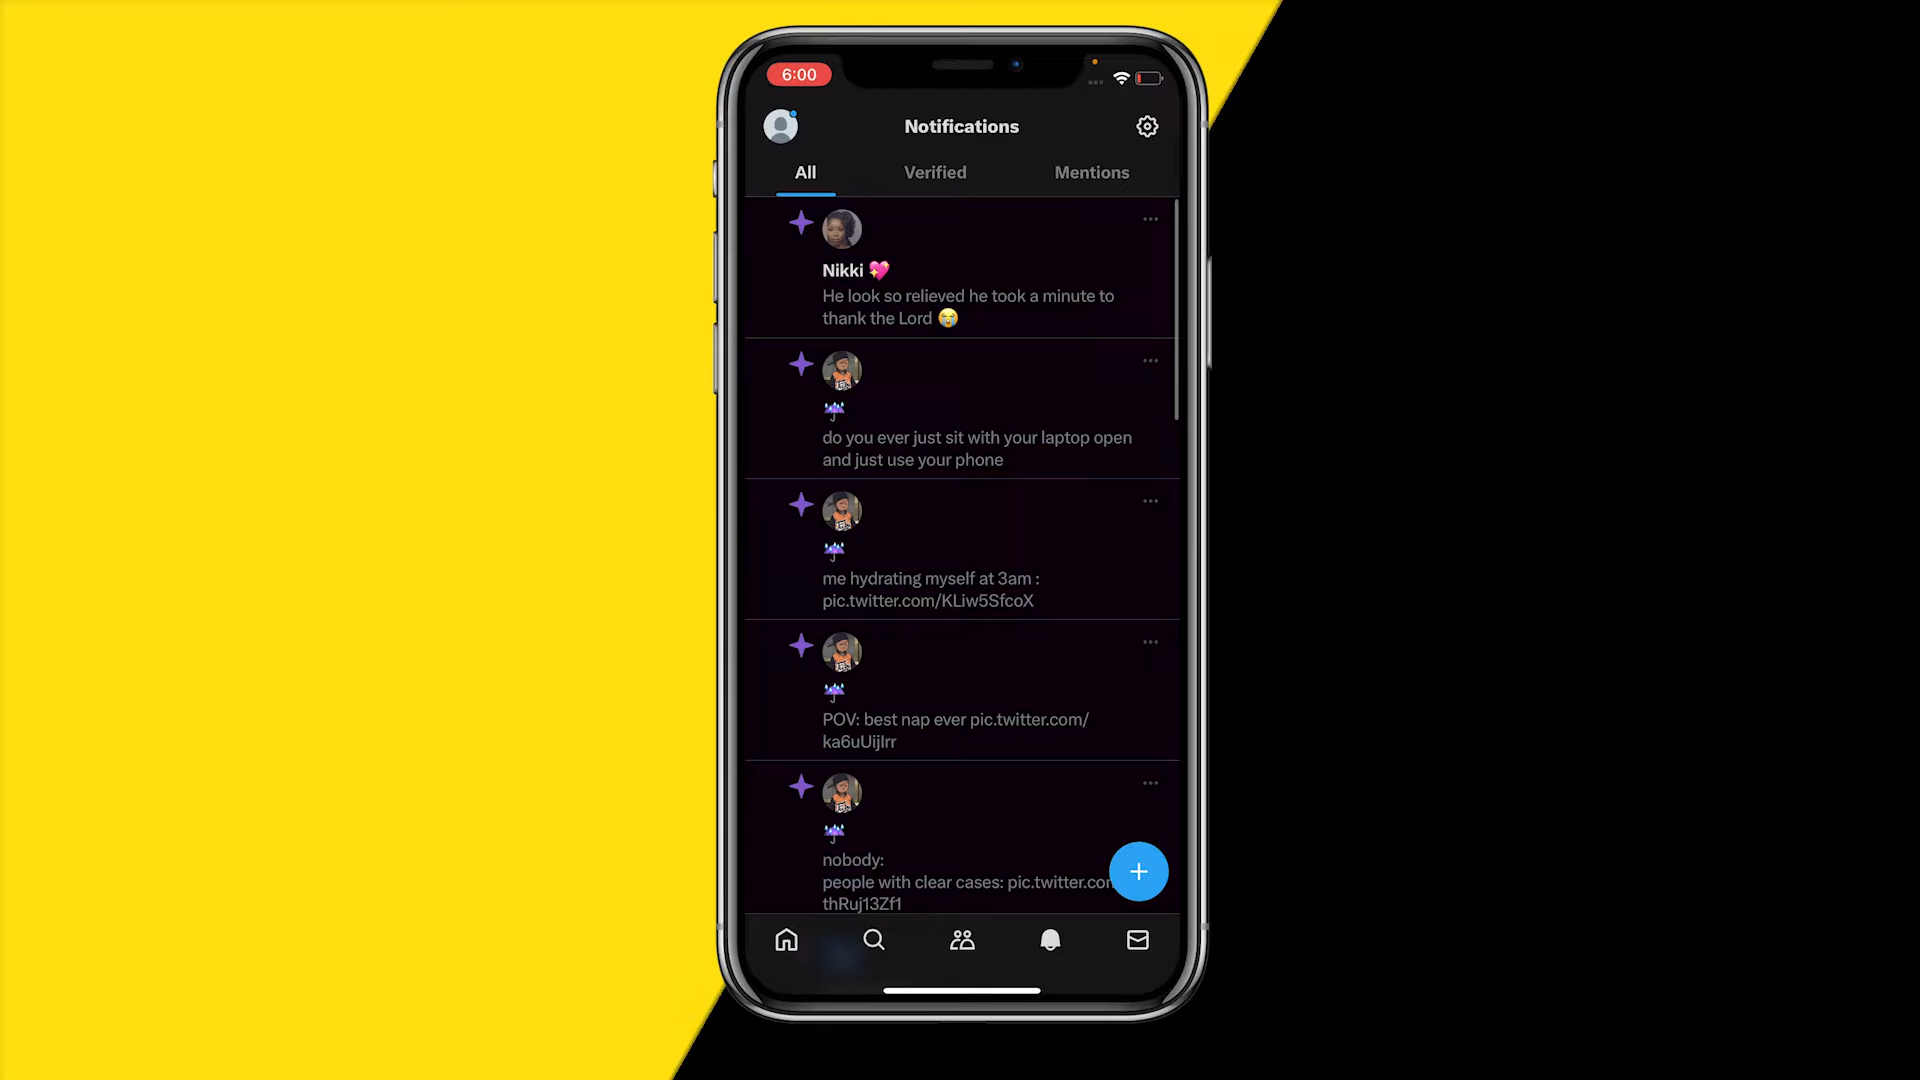 6:00
Notifications
All Verified Mentions
Nikki 💖
He look so relieved he took a minute to
thank the Lord 😭
☔
do you ever just sit with your laptop open
and just use your phone
☔
me hydrating myself at 3am :
pic.twitter.com/KLiw5SfcoX
☔
POV: best nap ever pic.twitter.com/
☔
nobody:
people with clear cases: pic.twitter.com
thRuj13Zf1